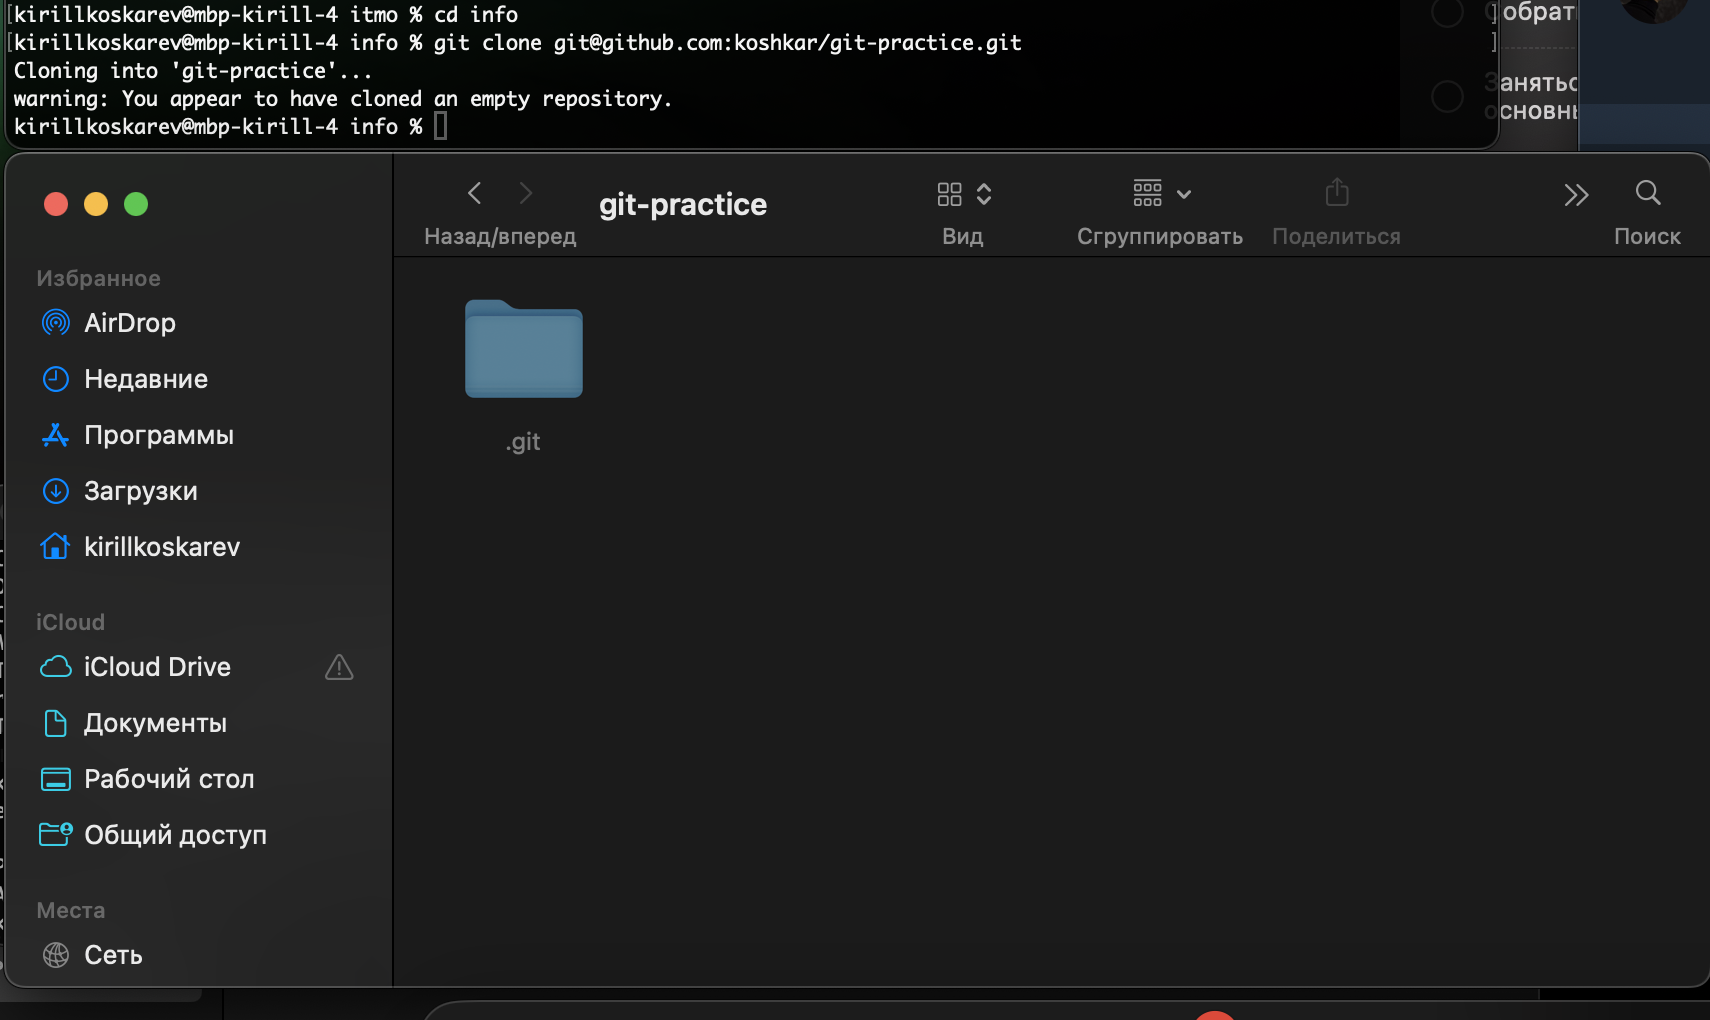 [kirillkoskarev@mbp-kirill-4 itmo % cd info ]
[kirillkoskarev@mbp-kirill-4 info % git clone git@github.com:koshkar/git-practice.git ]
Cloning into 'git-practice'...
warning: You appear to have cloned an empty repository.
kirillkoskarev@mbp-kirill-4 info %
git-practice
Назад/вперед
Вид
Сгруппировать
Поделиться
Поиск
Избранное
AirDrop
Недавние
Программы
Загрузки
kirillkoskarev
iCloud
iCloud Drive
Документы
Рабочий стол
Общий доступ
Места
Сеть
.git